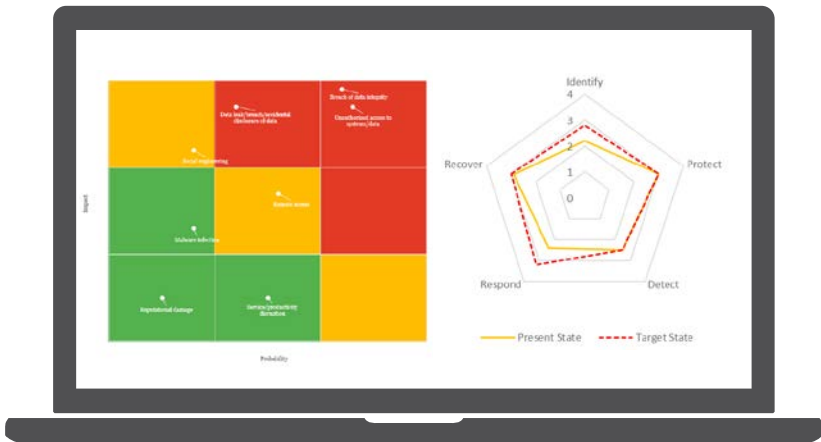 Breach of data integrity
Data leak/breach/accidental
disclosure of data
Unauthorized access to
systems/data
Social engineering
Remote access
Malware infection
Reputational damage
Service/productivity
disruption
Impact
Probability
Identify
4
3
2
1
0
Recover
Protect
Respond
Detect
Present State
Target State